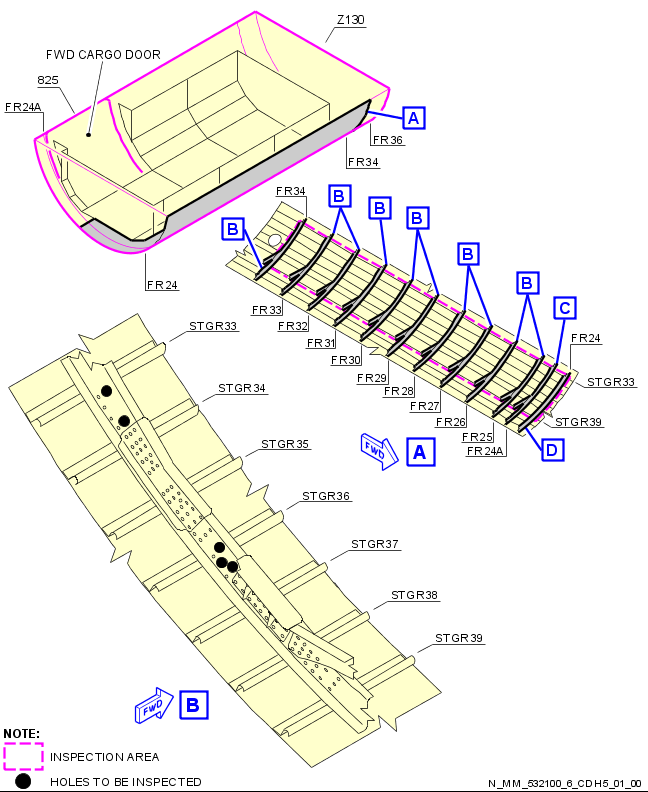 Z130
FWD CARGO DOOR
825
FR24A
A
FR36
FR34
FR24
FR34
B
B
B
B
B
B
C
FR24
STGR33
STGR39
D
FR33
FR32
FR31
FR30
FR29
FR28
FR27
FR26
FR25
FR24A
FWD
A
STGR33
STGR34
STGR35
STGR36
STGR37
STGR38
STGR39
FWD
B
NOTE:
INSPECTION AREA
HOLES TO BE INSPECTED
N_MM_532100_6_CDH5_01_00